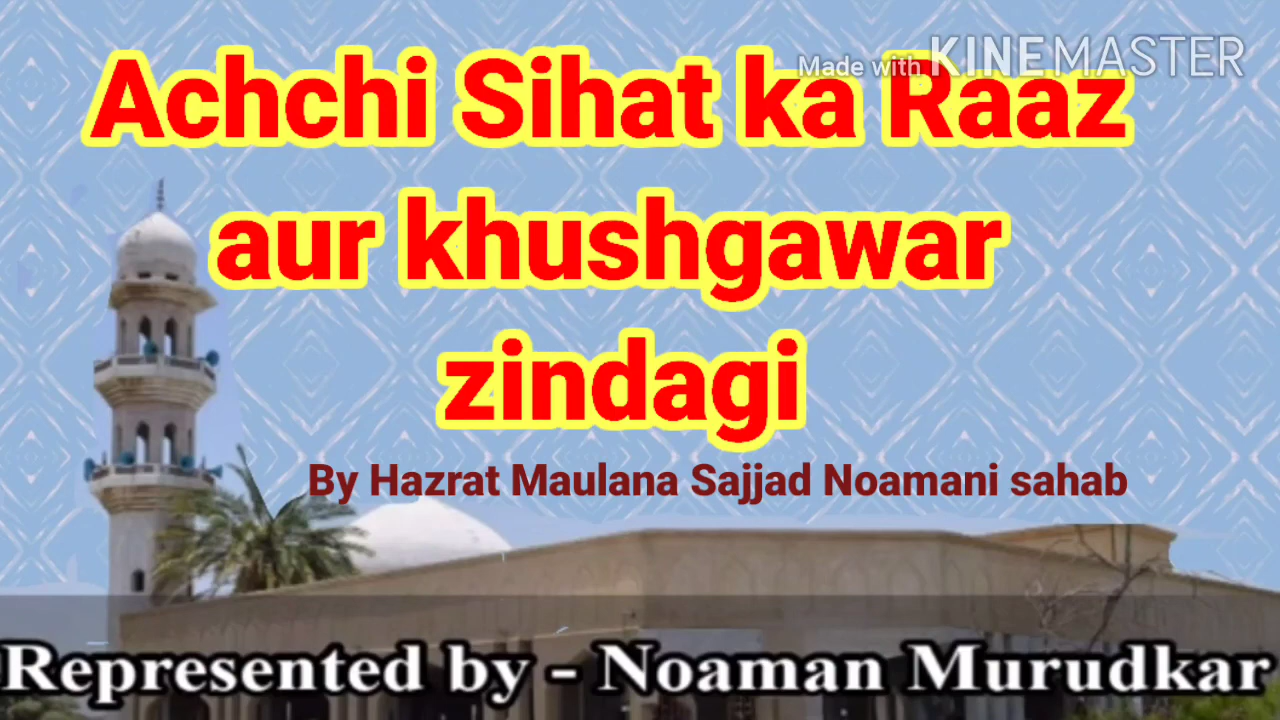 Made with KINEMASTER
Achchi Sihat ka Raaz
aur khushgawar
zindagi
By Hazrat Maulana Sajjad Noamani sahab
Represented by - Noaman Murudkar